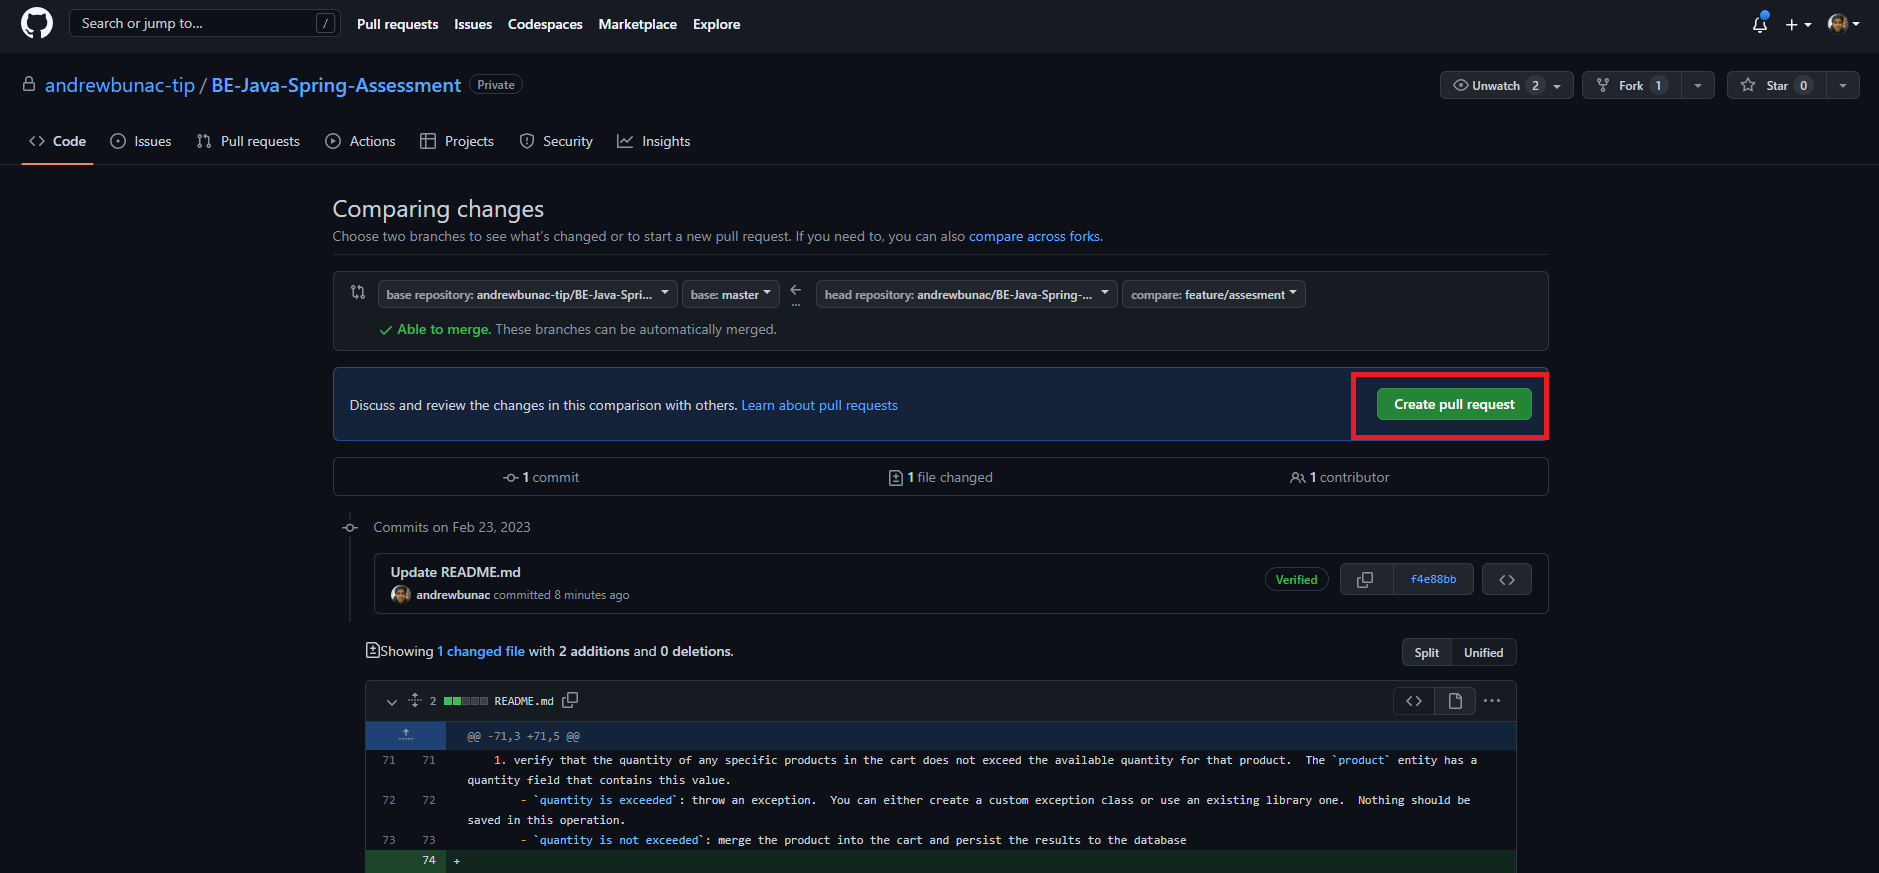 Search or jump to... /
Pull requests Issues Codespaces Marketplace Explore
andrewbunac-tip / BE-Java-Spring-Assessment Private
Unwatch 2 Fork 1 Star 0
Code Issues Pull requests Actions Projects Security Insights
Comparing changes
Choose two branches to see what's changed or to start a new pull request. If you need to, you can also compare across forks.
base repository: andrewbunac-tip/BE-Java-Spri... base: master ← head repository: andrewbunac/BE-Java-Spring-... compare: feature/assesment
Able to merge. These branches can be automatically merged.
Discuss and review the changes in this comparison with others. Learn about pull requests
Create pull request
1 commit 1 file changed 1 contributor
Commits on Feb 23, 2023
Update README.md
andrewbunac committed 8 minutes ago
Verified f4e88bb
Showing 1 changed file with 2 additions and 0 deletions.
Split Unified
2 README.md
@@ -71,3 +71,5 @@
71 71 1. verify that the quantity of any specific products in the cart does not exceed the available quantity for that product. The `product` entity has a
quantity field that contains this value.
72 72 - `quantity is exceeded`: throw an exception. You can either create a custom exception class or use an existing library one. Nothing should be
saved in this operation.
73 73 - `quantity is not exceeded`: merge the product into the cart and persist the results to the database
74 +